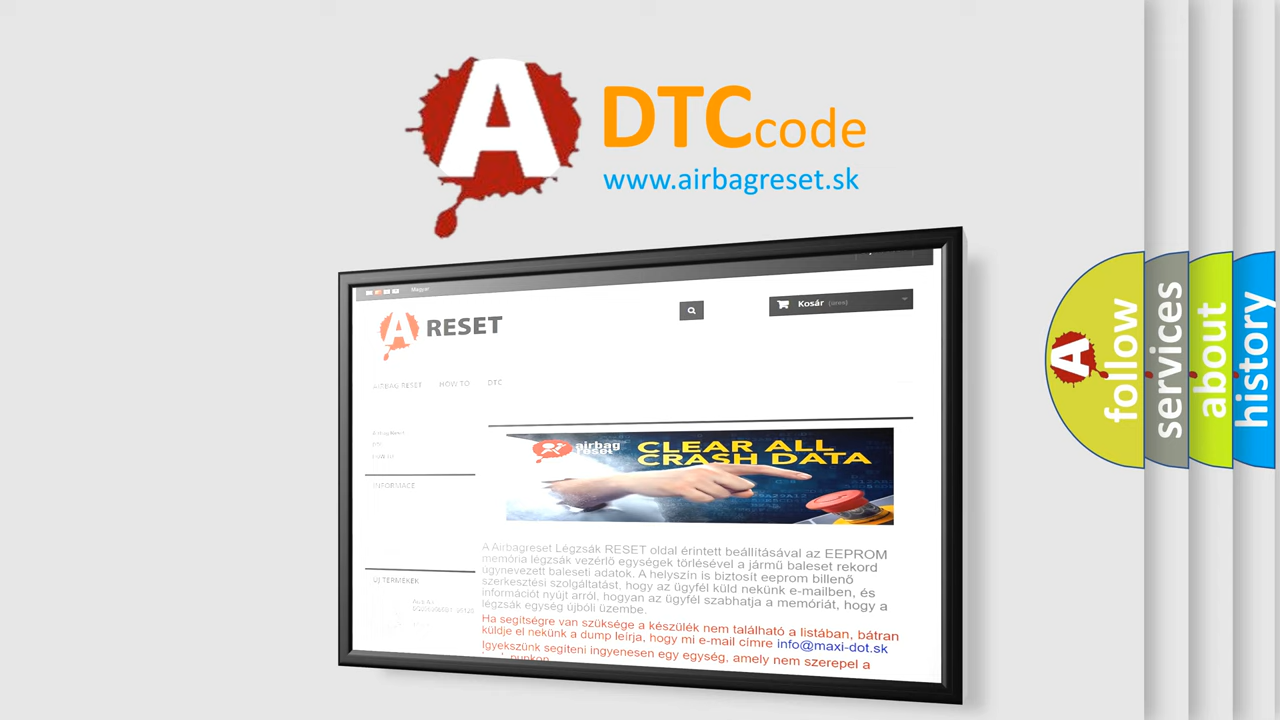 A DTCcode
www.airbagreset.sk
Magyar
A RESET
Kosár (üres)
AIRBAG RESET HOW TO DTC
INFORMACE
ÚJ TERMÉKEK
airbag
reset
CLEAR ALL
CRASH DATA
A Airbagreset Légzsák RESET oldal érintett beállításával az EEPROM
memória légzsák vezérlő egységek törlésével a jármű baleset rekord
úgynevezett baleseti adatok. A helyszín is biztosít eeprom billenő
szerkesztési szolgáltatást, hogy az ügyfél küld nekünk e-mailben, és
információt nyújt arról, hogyan az ügyfél szabhatja a memóriát, hogy a
légzsák egység újbóli üzembe.
Ha segítségre van szüksége a készülék nem található a listában, bátran
küldje el nekünk a dump leírja, hogy mi e-mail címre info@maxi-dot.sk
Igyekszünk segíteni ingyenesen egy egység, amely nem szerepel a
A follow
services
about
history